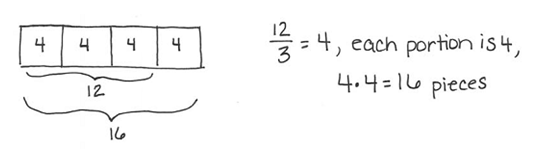 4 4 4 4
12
16
12/3 = 4, each portion is 4,
4·4=16 pieces